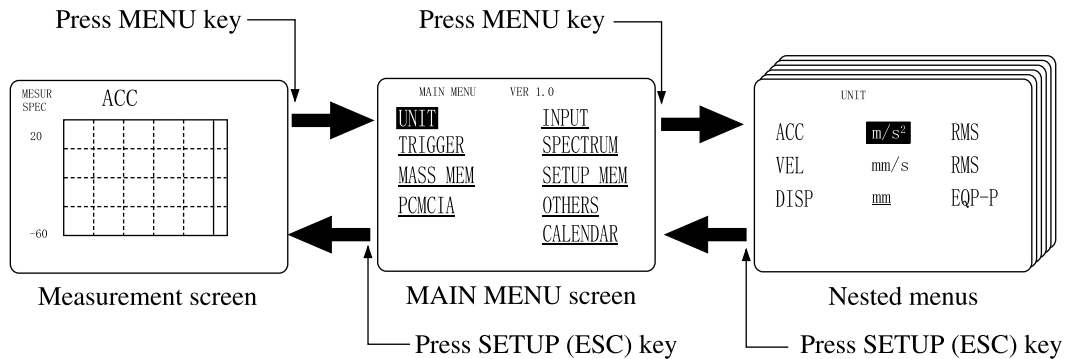 Press MENU key
Press MENU key
MESUR
SPEC
ACC
20
-60
MAIN MENU VER 1.0
UNIT INPUT
TRIGGER SPECTRUM
MASS MEM SETUP MEM
PCMCIA OTHERS
CALENDAR
UNIT
ACC m/s² RMS
VEL mm/s RMS
DISP mm EQP-P
Measurement screen
MAIN MENU screen
Nested menus
Press SETUP (ESC) key
Press SETUP (ESC) key